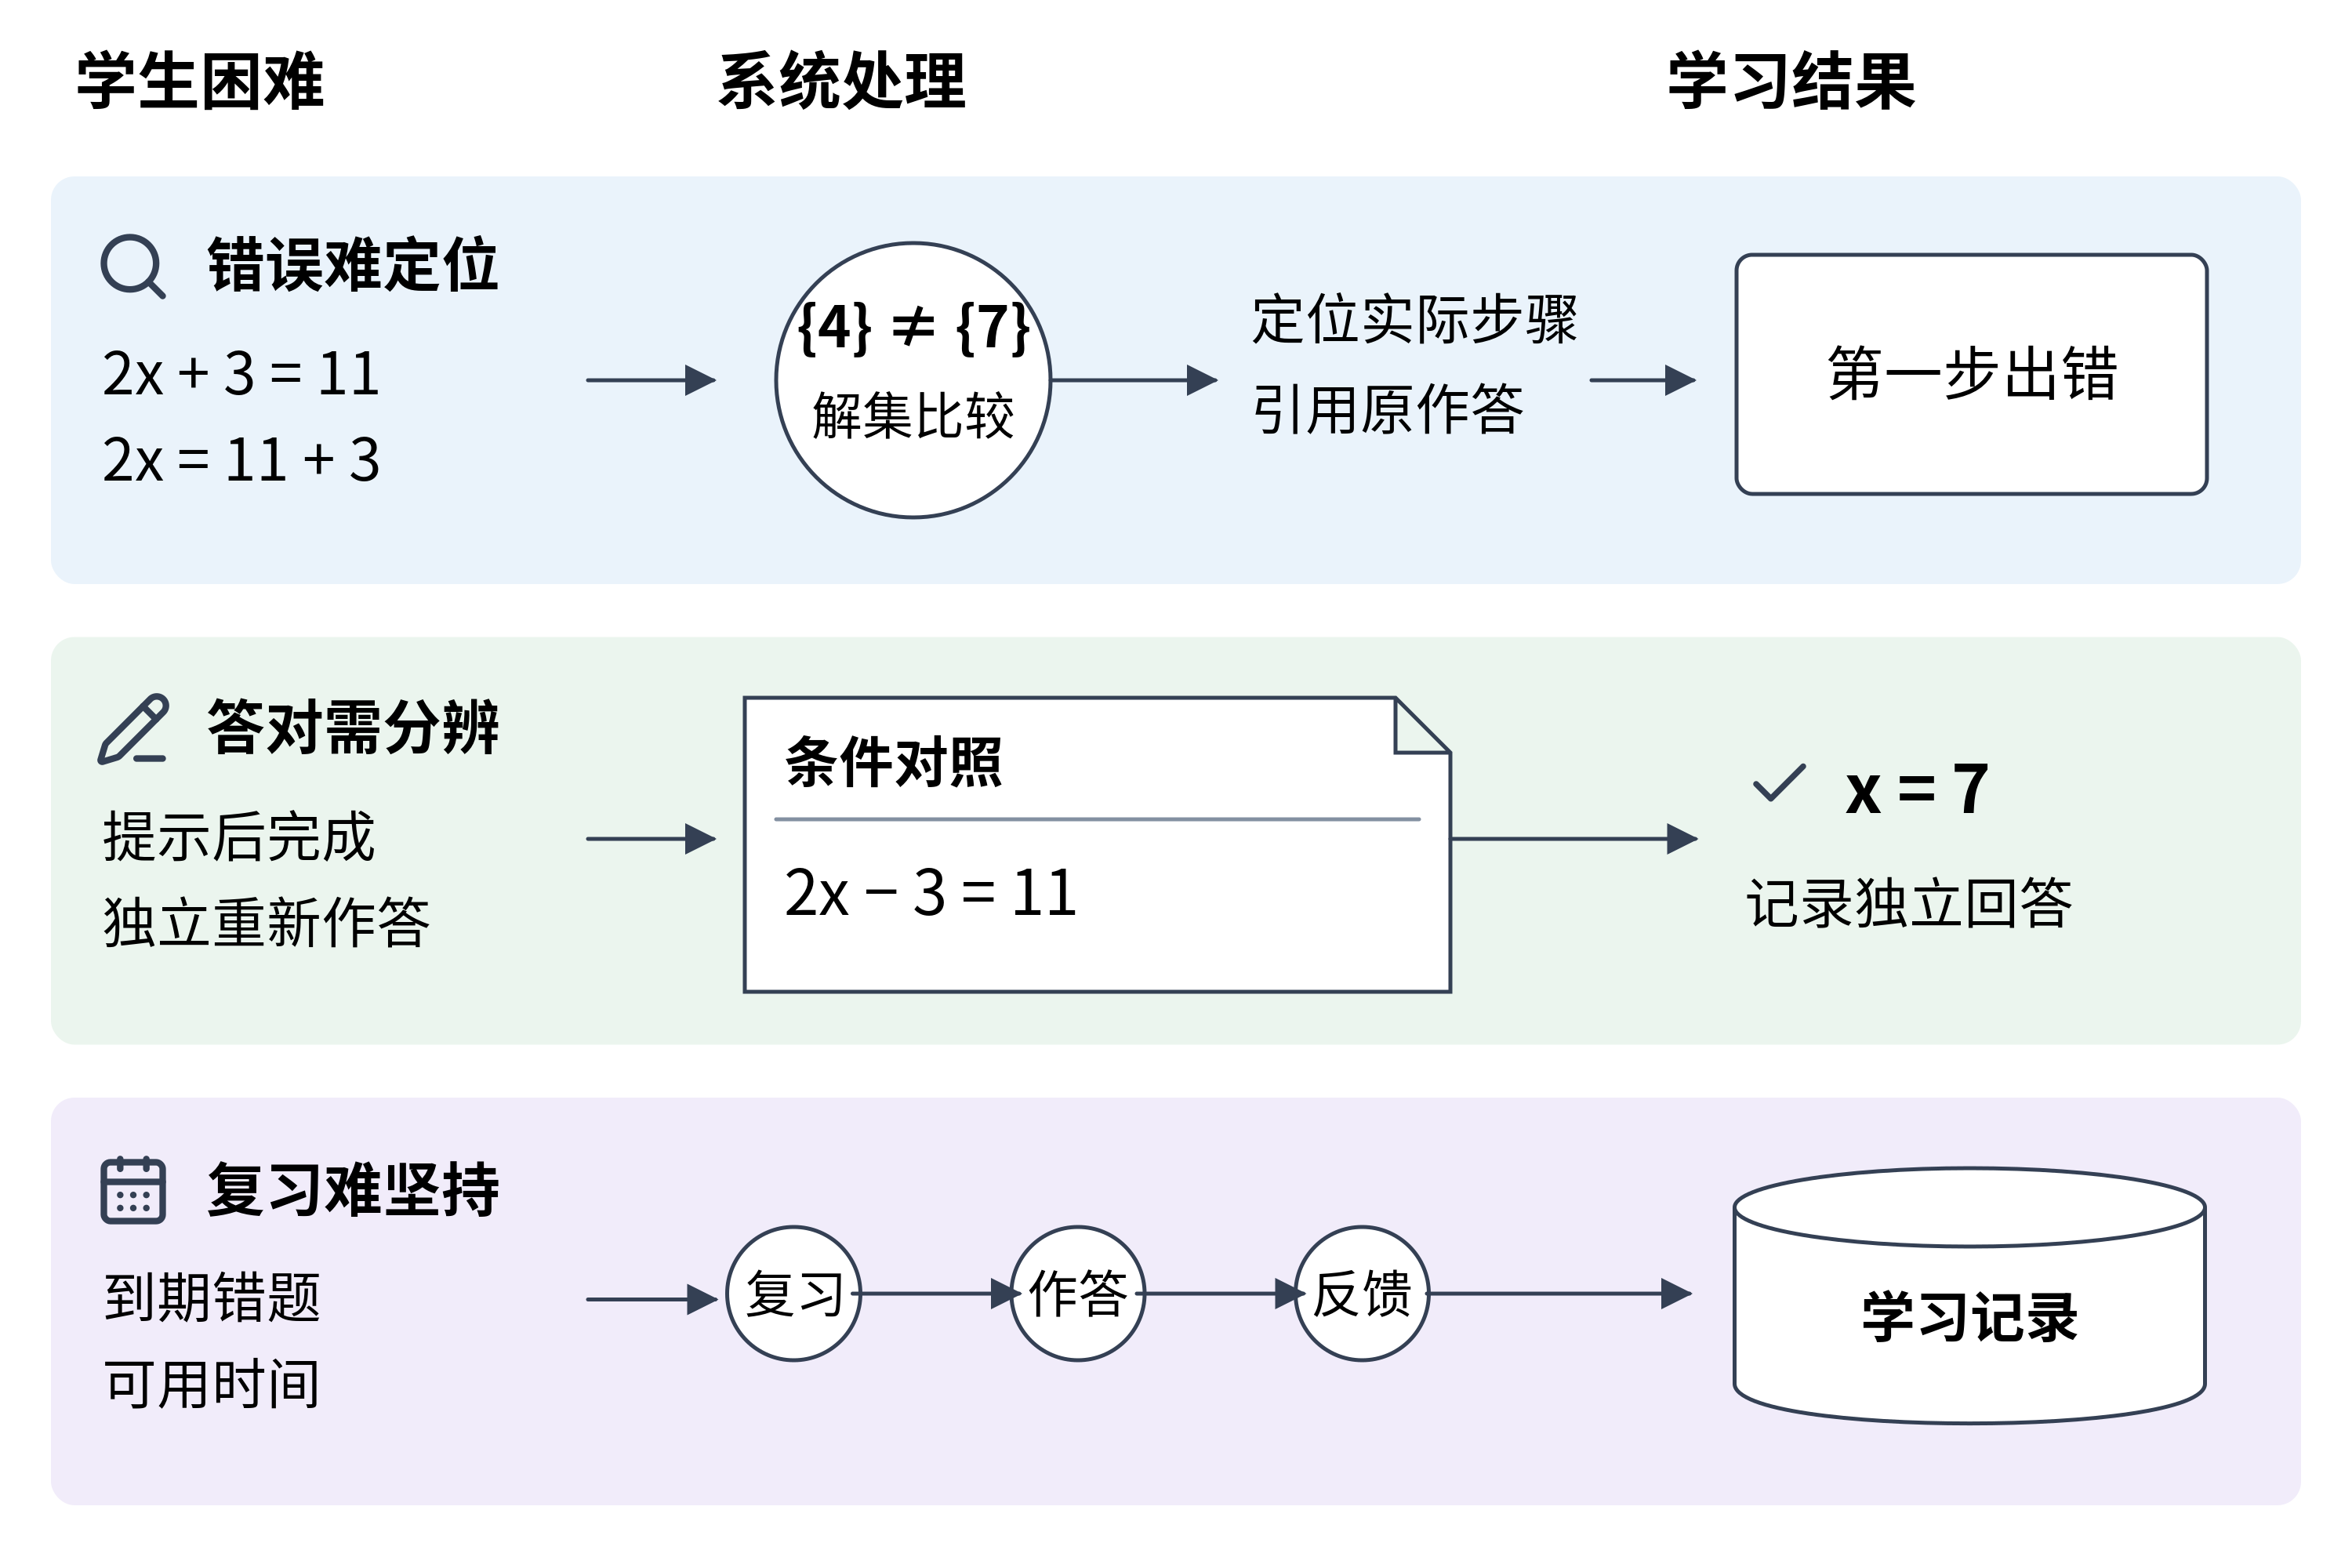 学生困难
系统处理
学习结果
错误难定位
2x + 3 = 11
2x = 11 + 3
{4} ≠ {7}
解集比较
定位实际步骤
引用原作答
第一步出错
答对需分辨
提示后完成
独立重新作答
条件对照
2x − 3 = 11
x = 7
记录独立回答
复习难坚持
到期错题
可用时间
复习
作答
反馈
学习记录